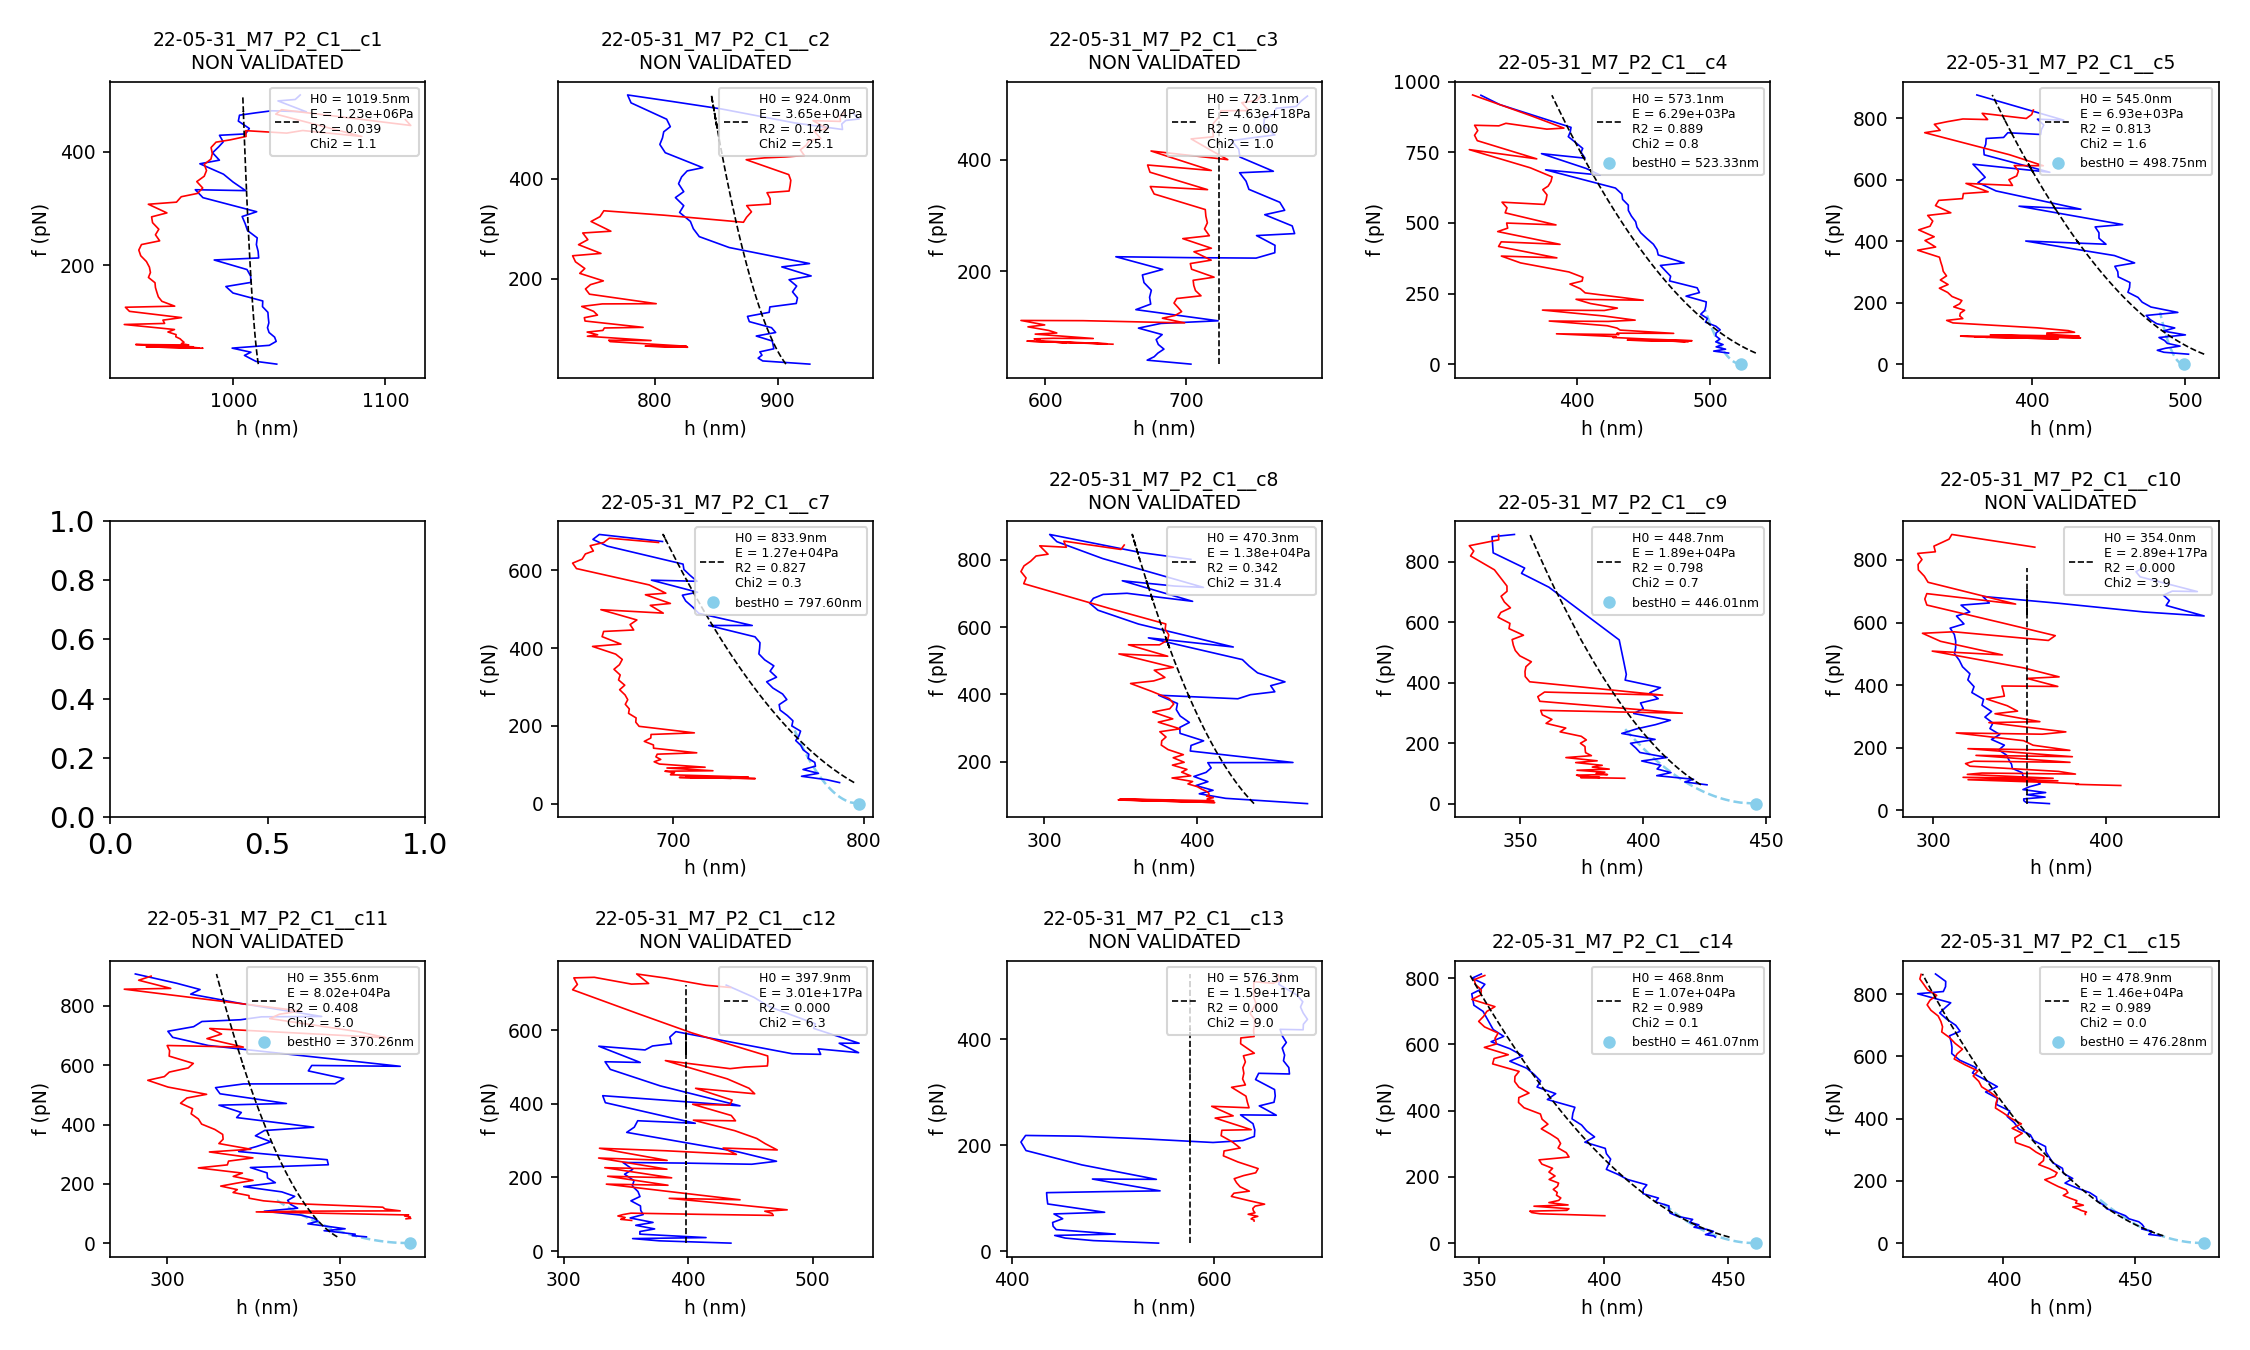 22-05-31_M7_P2_C1__c1
NON VALIDATED
H0 = 1019.5nm
E = 1.23e+06Pa
R2 = 0.039
Chi2 = 1.1
400
200
f (pN)
1000
1100
h (nm)
22-05-31_M7_P2_C1__c2
NON VALIDATED
H0 = 924.0nm
E = 3.65e+04Pa
R2 = 0.142
Chi2 = 25.1
400
200
f (pN)
800
900
h (nm)
22-05-31_M7_P2_C1__c3
NON VALIDATED
H0 = 723.1nm
E = 4.63e+18Pa
R2 = 0.000
Chi2 = 1.0
400
200
f (pN)
600
700
h (nm)
22-05-31_M7_P2_C1__c4
H0 = 573.1nm
E = 6.29e+03Pa
R2 = 0.889
Chi2 = 0.8
bestH0 = 523.33nm
1000
750
500
250
0
f (pN)
400
500
h (nm)
22-05-31_M7_P2_C1__c5
H0 = 545.0nm
E = 6.93e+03Pa
R2 = 0.813
Chi2 = 1.6
bestH0 = 498.75nm
800
600
400
200
0
f (pN)
400
500
h (nm)
1.0
0.8
0.6
0.4
0.2
0.0
0.0
0.5
1.0
22-05-31_M7_P2_C1__c7
H0 = 833.9nm
E = 1.27e+04Pa
R2 = 0.827
Chi2 = 0.3
bestH0 = 797.60nm
600
400
200
0
f (pN)
700
800
h (nm)
22-05-31_M7_P2_C1__c8
NON VALIDATED
H0 = 470.3nm
E = 1.38e+04Pa
R2 = 0.342
Chi2 = 31.4
800
600
400
200
f (pN)
300
400
h (nm)
22-05-31_M7_P2_C1__c9
H0 = 448.7nm
E = 1.89e+04Pa
R2 = 0.798
Chi2 = 0.7
bestH0 = 446.01nm
800
600
400
200
0
f (pN)
350
400
450
h (nm)
22-05-31_M7_P2_C1__c10
NON VALIDATED
H0 = 354.0nm
E = 2.89e+17Pa
R2 = 0.000
Chi2 = 3.9
800
600
400
200
0
f (pN)
300
400
h (nm)
22-05-31_M7_P2_C1__c11
NON VALIDATED
H0 = 355.6nm
E = 8.02e+04Pa
R2 = 0.408
Chi2 = 5.0
bestH0 = 370.26nm
800
600
400
200
0
f (pN)
300
350
h (nm)
22-05-31_M7_P2_C1__c12
NON VALIDATED
H0 = 397.9nm
E = 3.01e+17Pa
R2 = 0.000
Chi2 = 6.3
600
400
200
0
f (pN)
300
400
500
h (nm)
22-05-31_M7_P2_C1__c13
NON VALIDATED
H0 = 576.3nm
E = 1.59e+17Pa
R2 = 0.000
Chi2 = 9.0
400
200
0
f (pN)
400
600
h (nm)
22-05-31_M7_P2_C1__c14
H0 = 468.8nm
E = 1.07e+04Pa
R2 = 0.989
Chi2 = 0.1
bestH0 = 461.07nm
800
600
400
200
0
f (pN)
350
400
450
h (nm)
22-05-31_M7_P2_C1__c15
H0 = 478.9nm
E = 1.46e+04Pa
R2 = 0.989
Chi2 = 0.0
bestH0 = 476.28nm
800
600
400
200
0
f (pN)
400
450
h (nm)